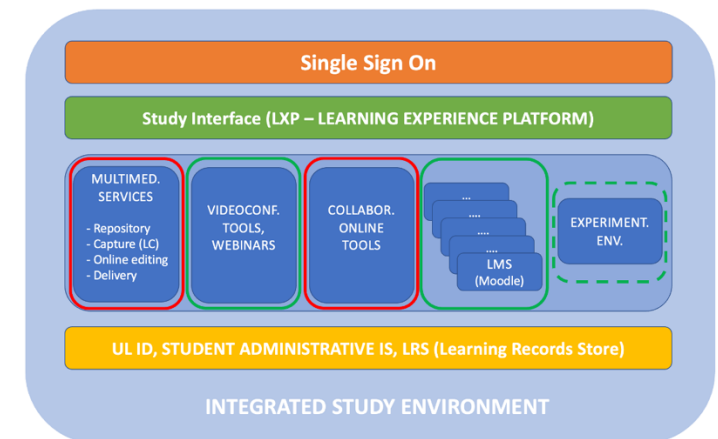 Single Sign On
Study Interface (LXP – LEARNING EXPERIENCE PLATFORM)
MULTIMED.
SERVICES
- Repository
- Capture (LC)
- Online editing
- Delivery
VIDEOCONF.
TOOLS,
WEBINARS
COLLABOR.
ONLINE
TOOLS
...
....
....
....
....
LMS
(Moodle)
EXPERIMENT.
ENV.
UL ID, STUDENT ADMINISTRATIVE IS, LRS (Learning Records Store)
INTEGRATED STUDY ENVIRONMENT